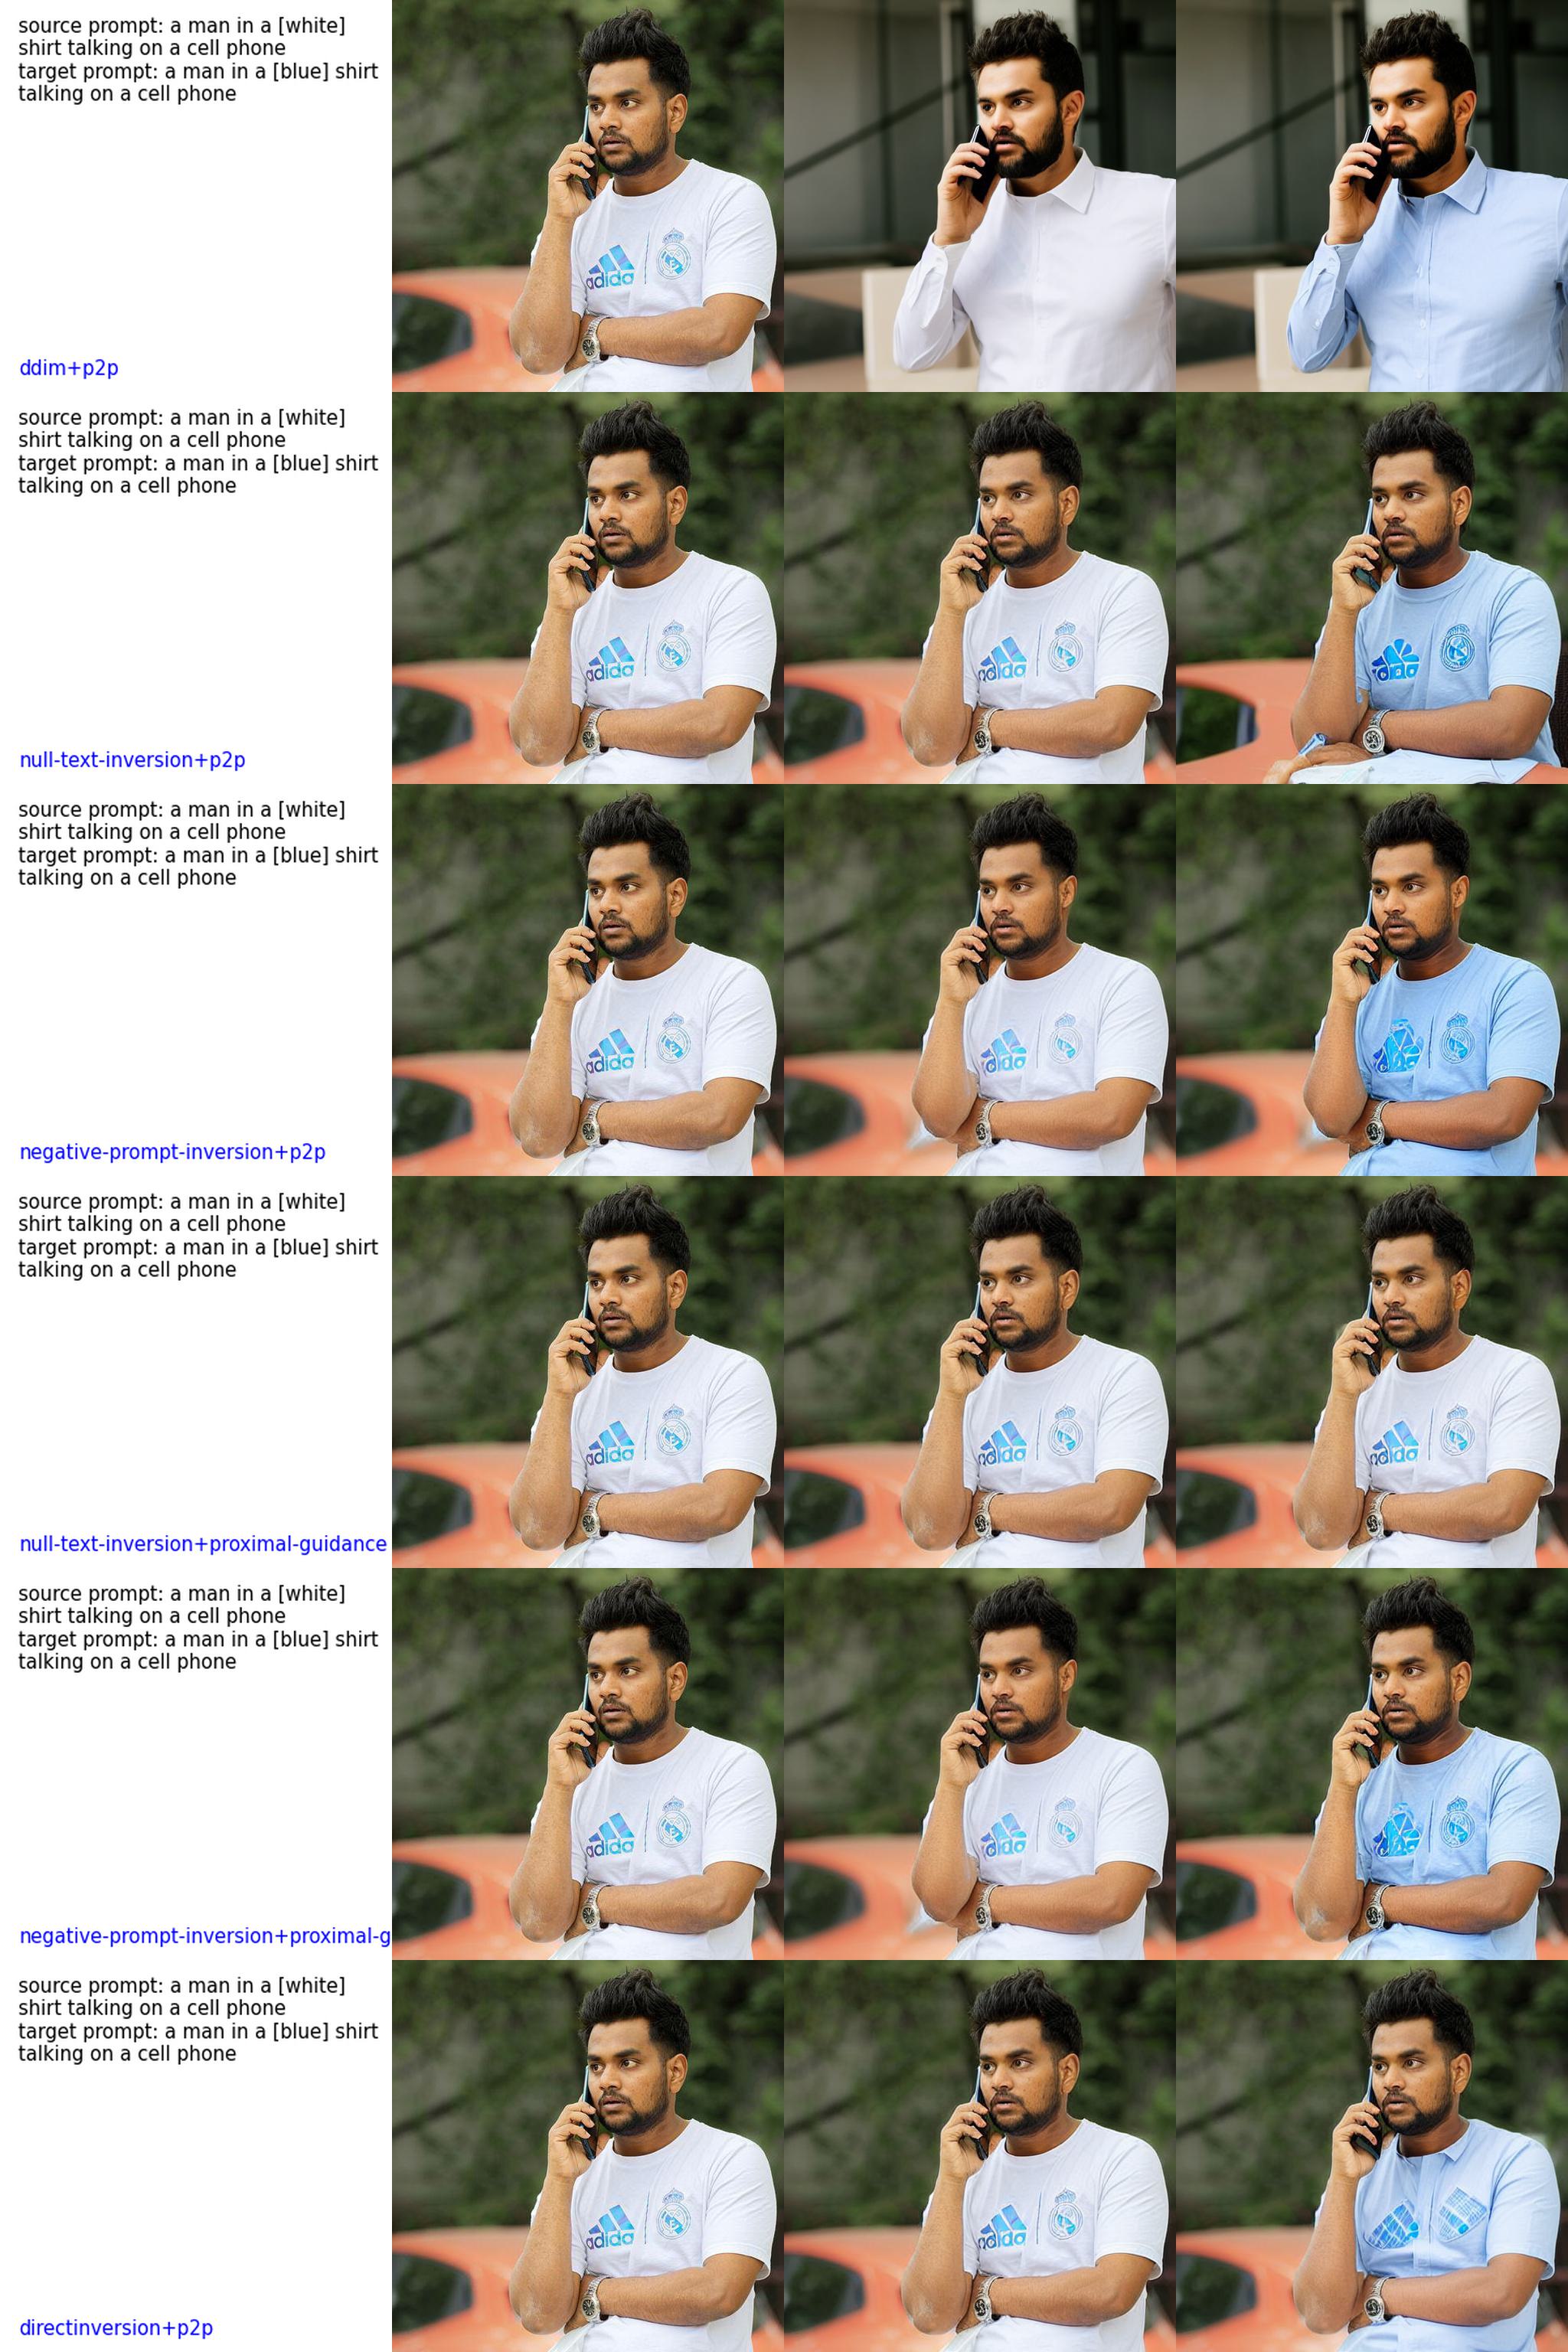 source prompt: a man in a [white]
shirt talking on a cell phone
target prompt: a man in a [blue] shirt
talking on a cell phone
adidas
ddim+p2p
source prompt: a man in a [white]
shirt talking on a cell phone
target prompt: a man in a [blue] shirt
talking on a cell phone
adidas
null-text-inversion+p2p
source prompt: a man in a [white]
shirt talking on a cell phone
target prompt: a man in a [blue] shirt
talking on a cell phone
adidas
negative-prompt-inversion+p2p
source prompt: a man in a [white]
shirt talking on a cell phone
target prompt: a man in a [blue] shirt
talking on a cell phone
adidas
null-text-inversion+proximal-guidance
source prompt: a man in a [white]
shirt talking on a cell phone
target prompt: a man in a [blue] shirt
talking on a cell phone
adidas
negative-prompt-inversion+proximal-g
source prompt: a man in a [white]
shirt talking on a cell phone
target prompt: a man in a [blue] shirt
talking on a cell phone
adidas
directinversion+p2p